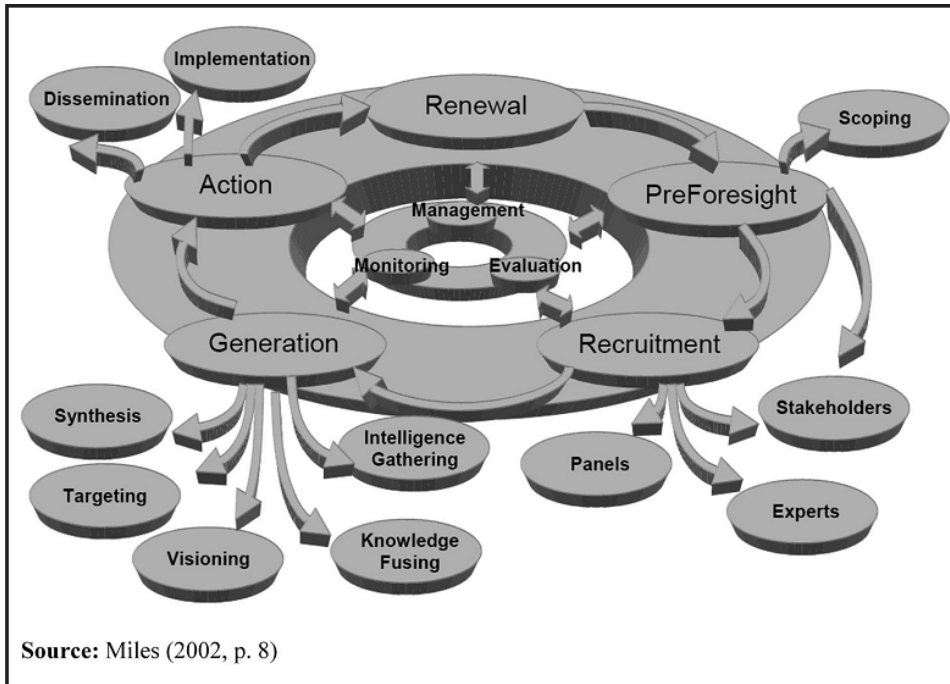 Implementation
Dissemination
Renewal
Scoping
Action
PreForesight
Management
Monitoring
Evaluation
Generation
Recruitment
Synthesis
Intelligence
Gathering
Stakeholders
Panels
Targeting
Experts
Visioning
Knowledge
Fusing
Source: Miles (2002, p. 8)